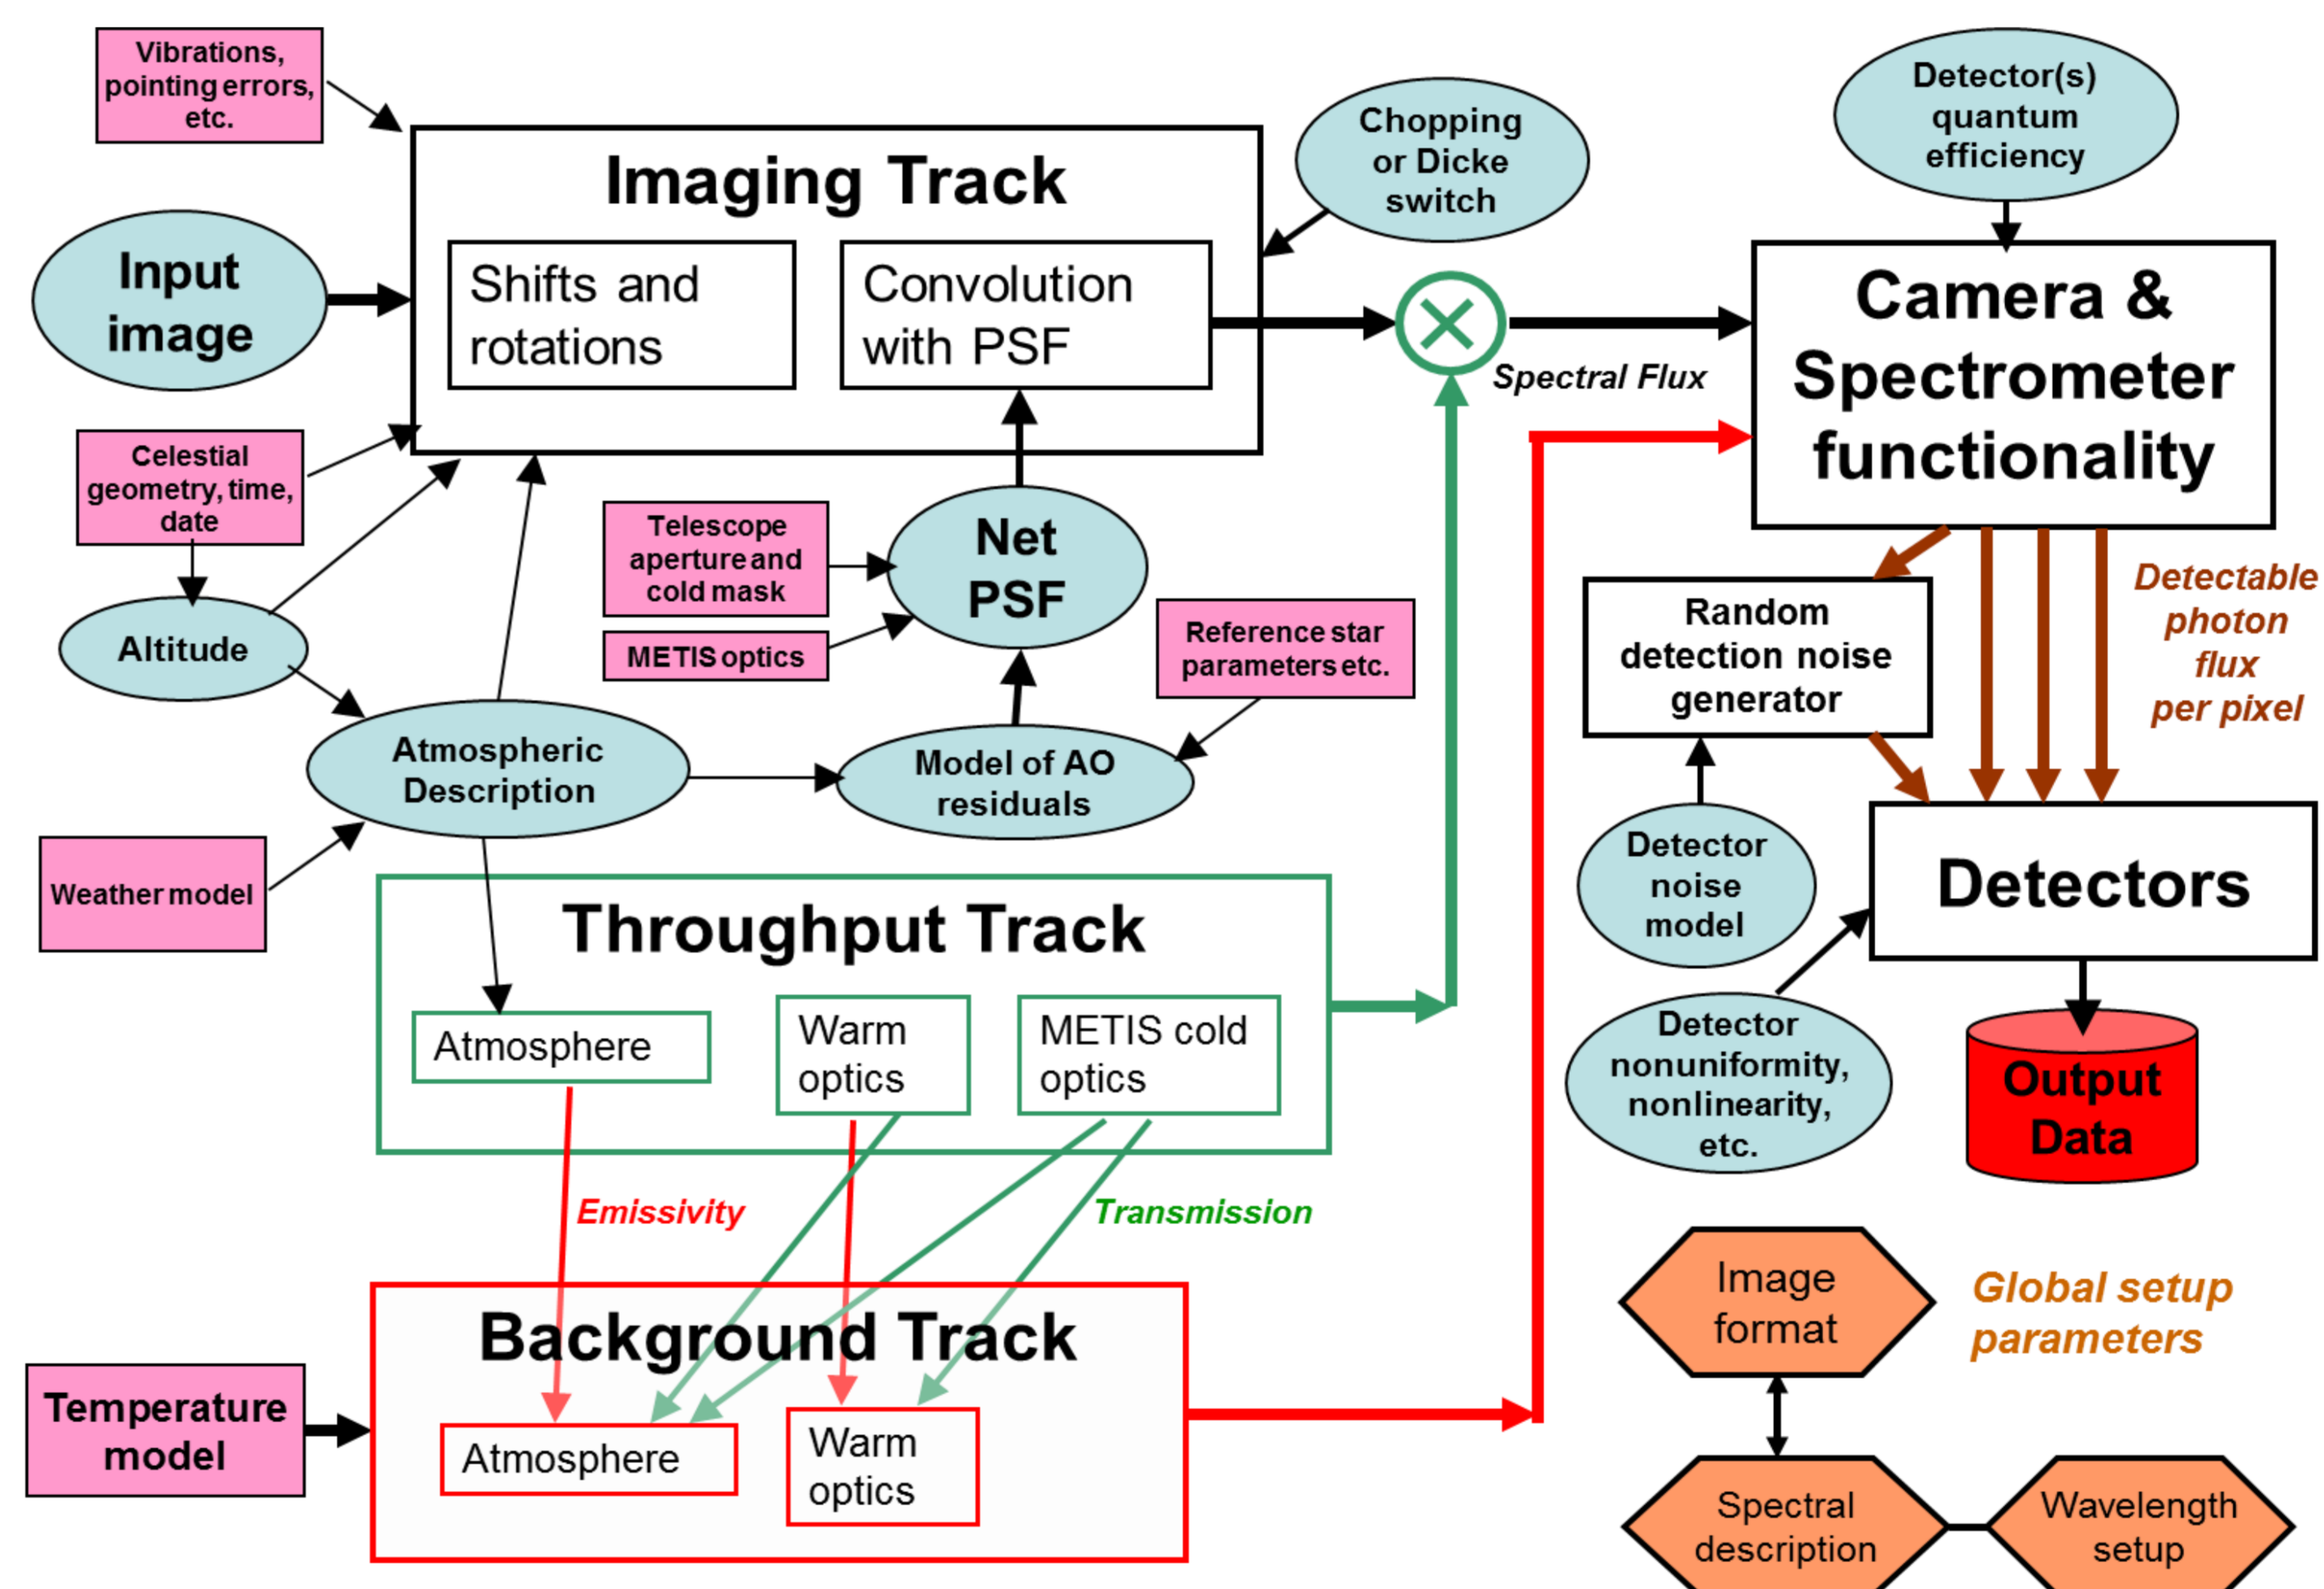 Vibrations,
pointing errors,
etc.
Imaging Track
Chopping
or Dicke
switch
Detector(s)
quantum
efficiency
Input
image
Shifts and
rotations
Convolution
with PSF
Spectral Flux
Camera &
Spectrometer
functionality
Celestial
geometry, time,
date
Telescope
aperture and
cold mask
METIS optics
Net
PSF
Reference star
parameters etc.
Altitude
Atmospheric
Description
Model of AO
residuals
Weather model
Random
detection noise
generator
Detectable
photon
flux
per pixel
Detector
noise
model
Detectors
Detector
nonuniformity,
nonlinearity,
etc.
Output
Data
Throughput Track
Atmosphere
Warm
optics
METIS cold
optics
Emissivity
Transmission
Background Track
Temperature
model
Atmosphere
Warm
optics
Image
format
Global setup
parameters
Spectral
description
Wavelength
setup